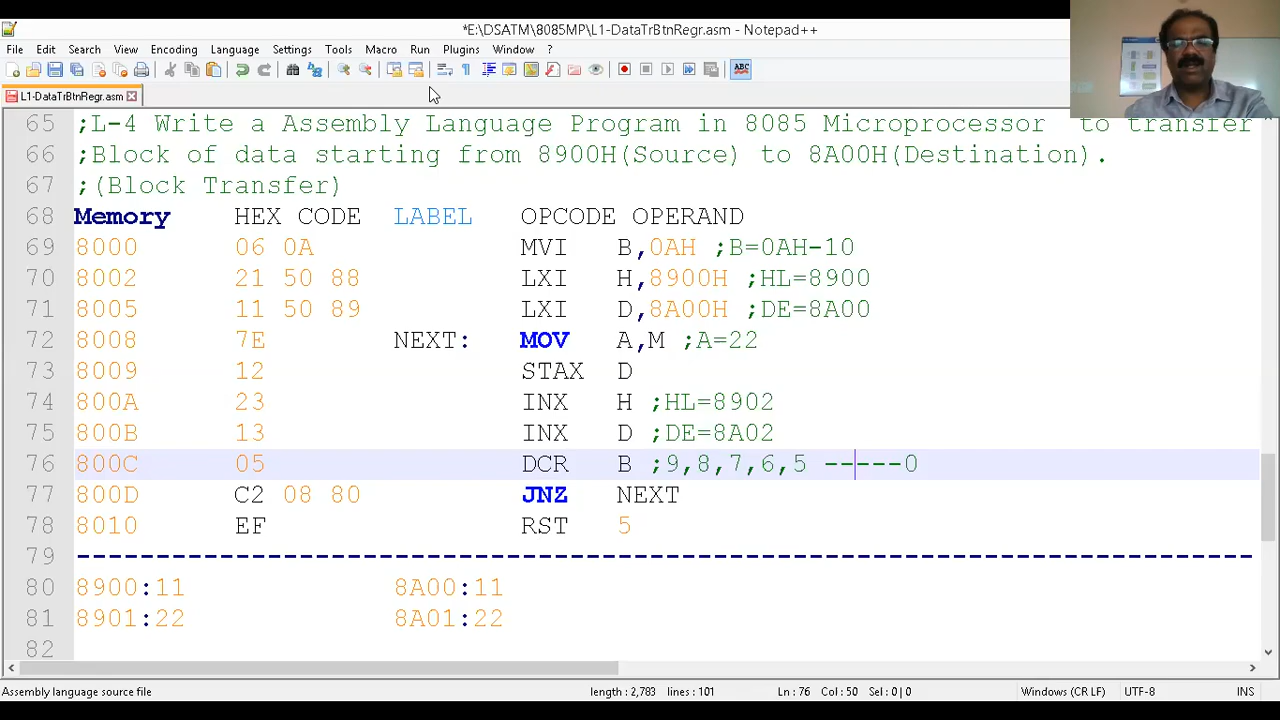 *E:\DSATM\8085MP\L1-DataTrBtnRegr.asm - Notepad++
File Edit Search View Encoding Language Settings Tools Macro Run Plugins Window ?
ABC
L1-DataTrBtnRegr.asm
65 ;L-4 Write a Assembly Language Program in 8085 Microprocessor to transfer
66 ;Block of data starting from 8900H(Source) to 8A00H(Destination).
67 ;(Block Transfer)
68 Memory HEX CODE LABEL OPCODE OPERAND
69 8000 06 0A MVI B,0AH ;B=0AH-10
70 8002 21 50 88 LXI H,8900H ;HL=8900
71 8005 11 50 89 LXI D,8A00H ;DE=8A00
72 8008 7E NEXT: MOV A,M ;A=22
73 8009 12 STAX D
74 800A 23 INX H ;HL=8902
75 800B 13 INX D ;DE=8A02
76 800C 05 DCR B ;9,8,7,6,5 -----0
77 800D C2 08 80 JNZ NEXT
78 8010 EF RST 5
79 --------------------------------------------------------------------------
80 8900:11 8A00:11
81 8901:22 8A01:22
82
Assembly language source file length : 2,783 lines : 101 Ln : 76 Col : 50 Sel : 0 | 0 Windows (CR LF) UTF-8 INS